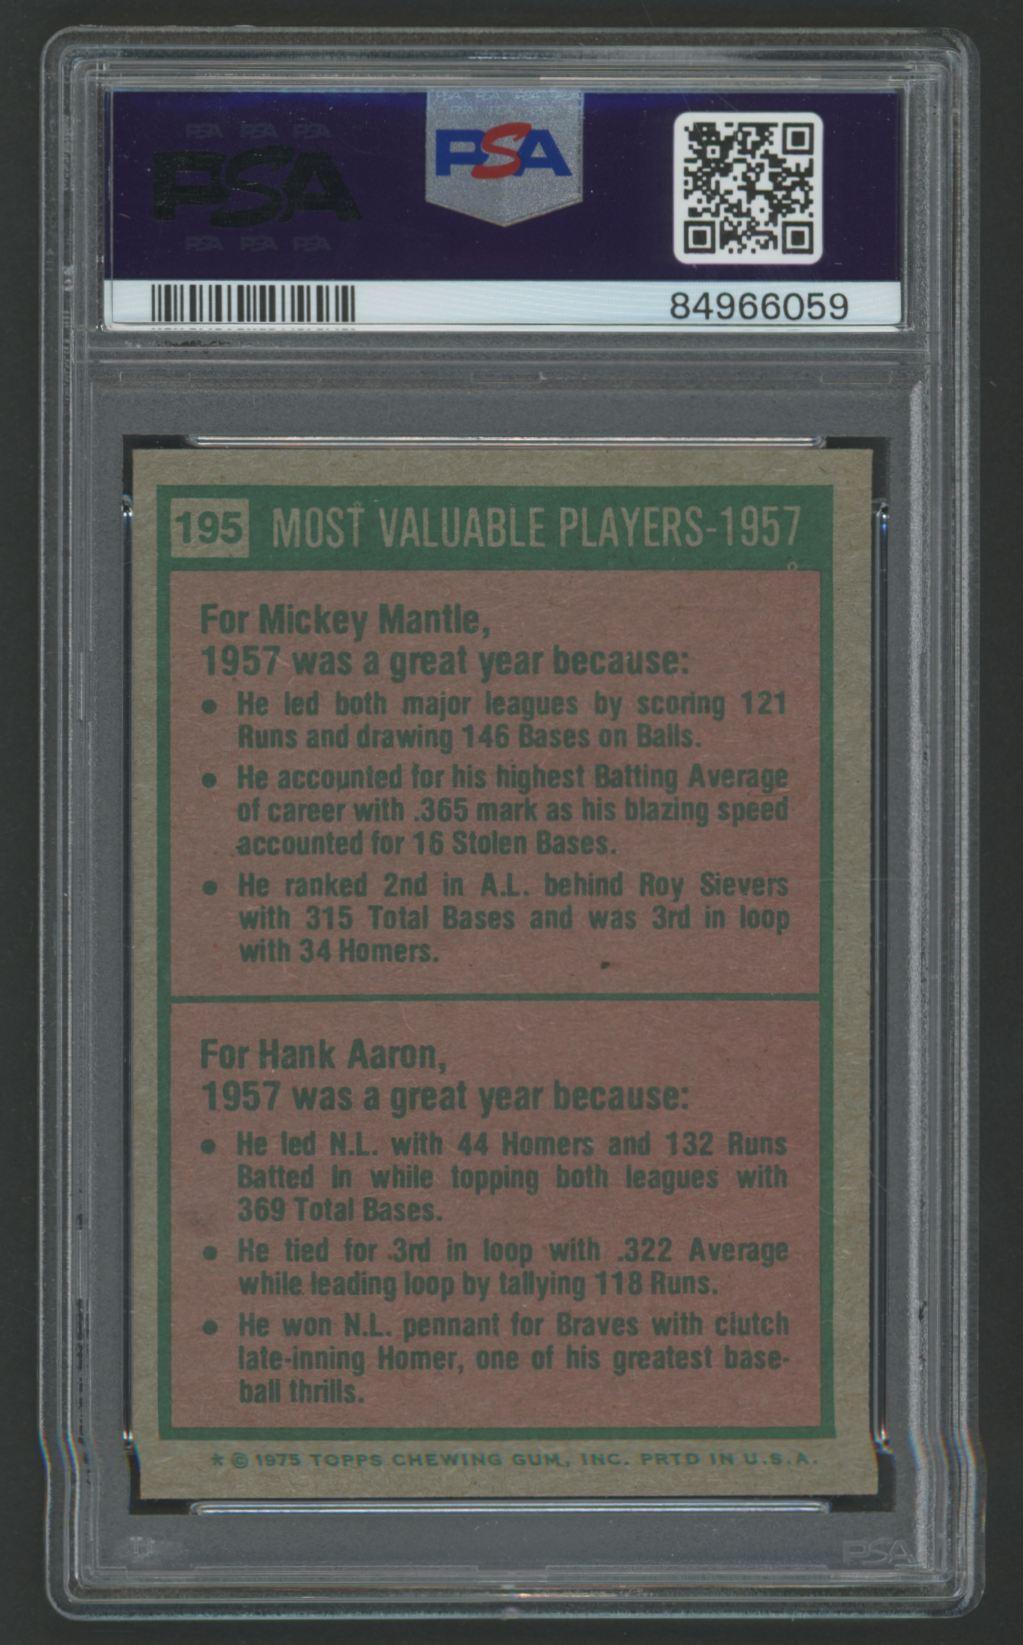 PSA PSA PSA
PSA
PSA PSA PSA
PSA
84966059
195 MOST VALUABLE PLAYERS-1957
For Mickey Mantle,
1957 was a great year because:
• He led both major leagues by scoring 121
Runs and drawing 146 Bases on Balls.
• He accounted for his highest Batting Average
of career with .365 mark as his blazing speed
accounted for 16 Stolen Bases.
• He ranked 2nd in A.L. behind Roy Sievers
with 315 Total Bases and was 3rd in loop
with 34 Homers.
For Hank Aaron,
1957 was a great year because:
• He led N.L. with 44 Homers and 132 Runs
Batted In while topping both leagues with
369 Total Bases.
• He tied for 3rd in loop with .322 Average
while leading loop by tallying 118 Runs.
• He won N.L. pennant for Braves with clutch
late-inning Homer, one of his greatest base-
ball thrills.
* © 1975 TOPPS CHEWING GUM, INC. PRTD IN U.S.A.
PSA